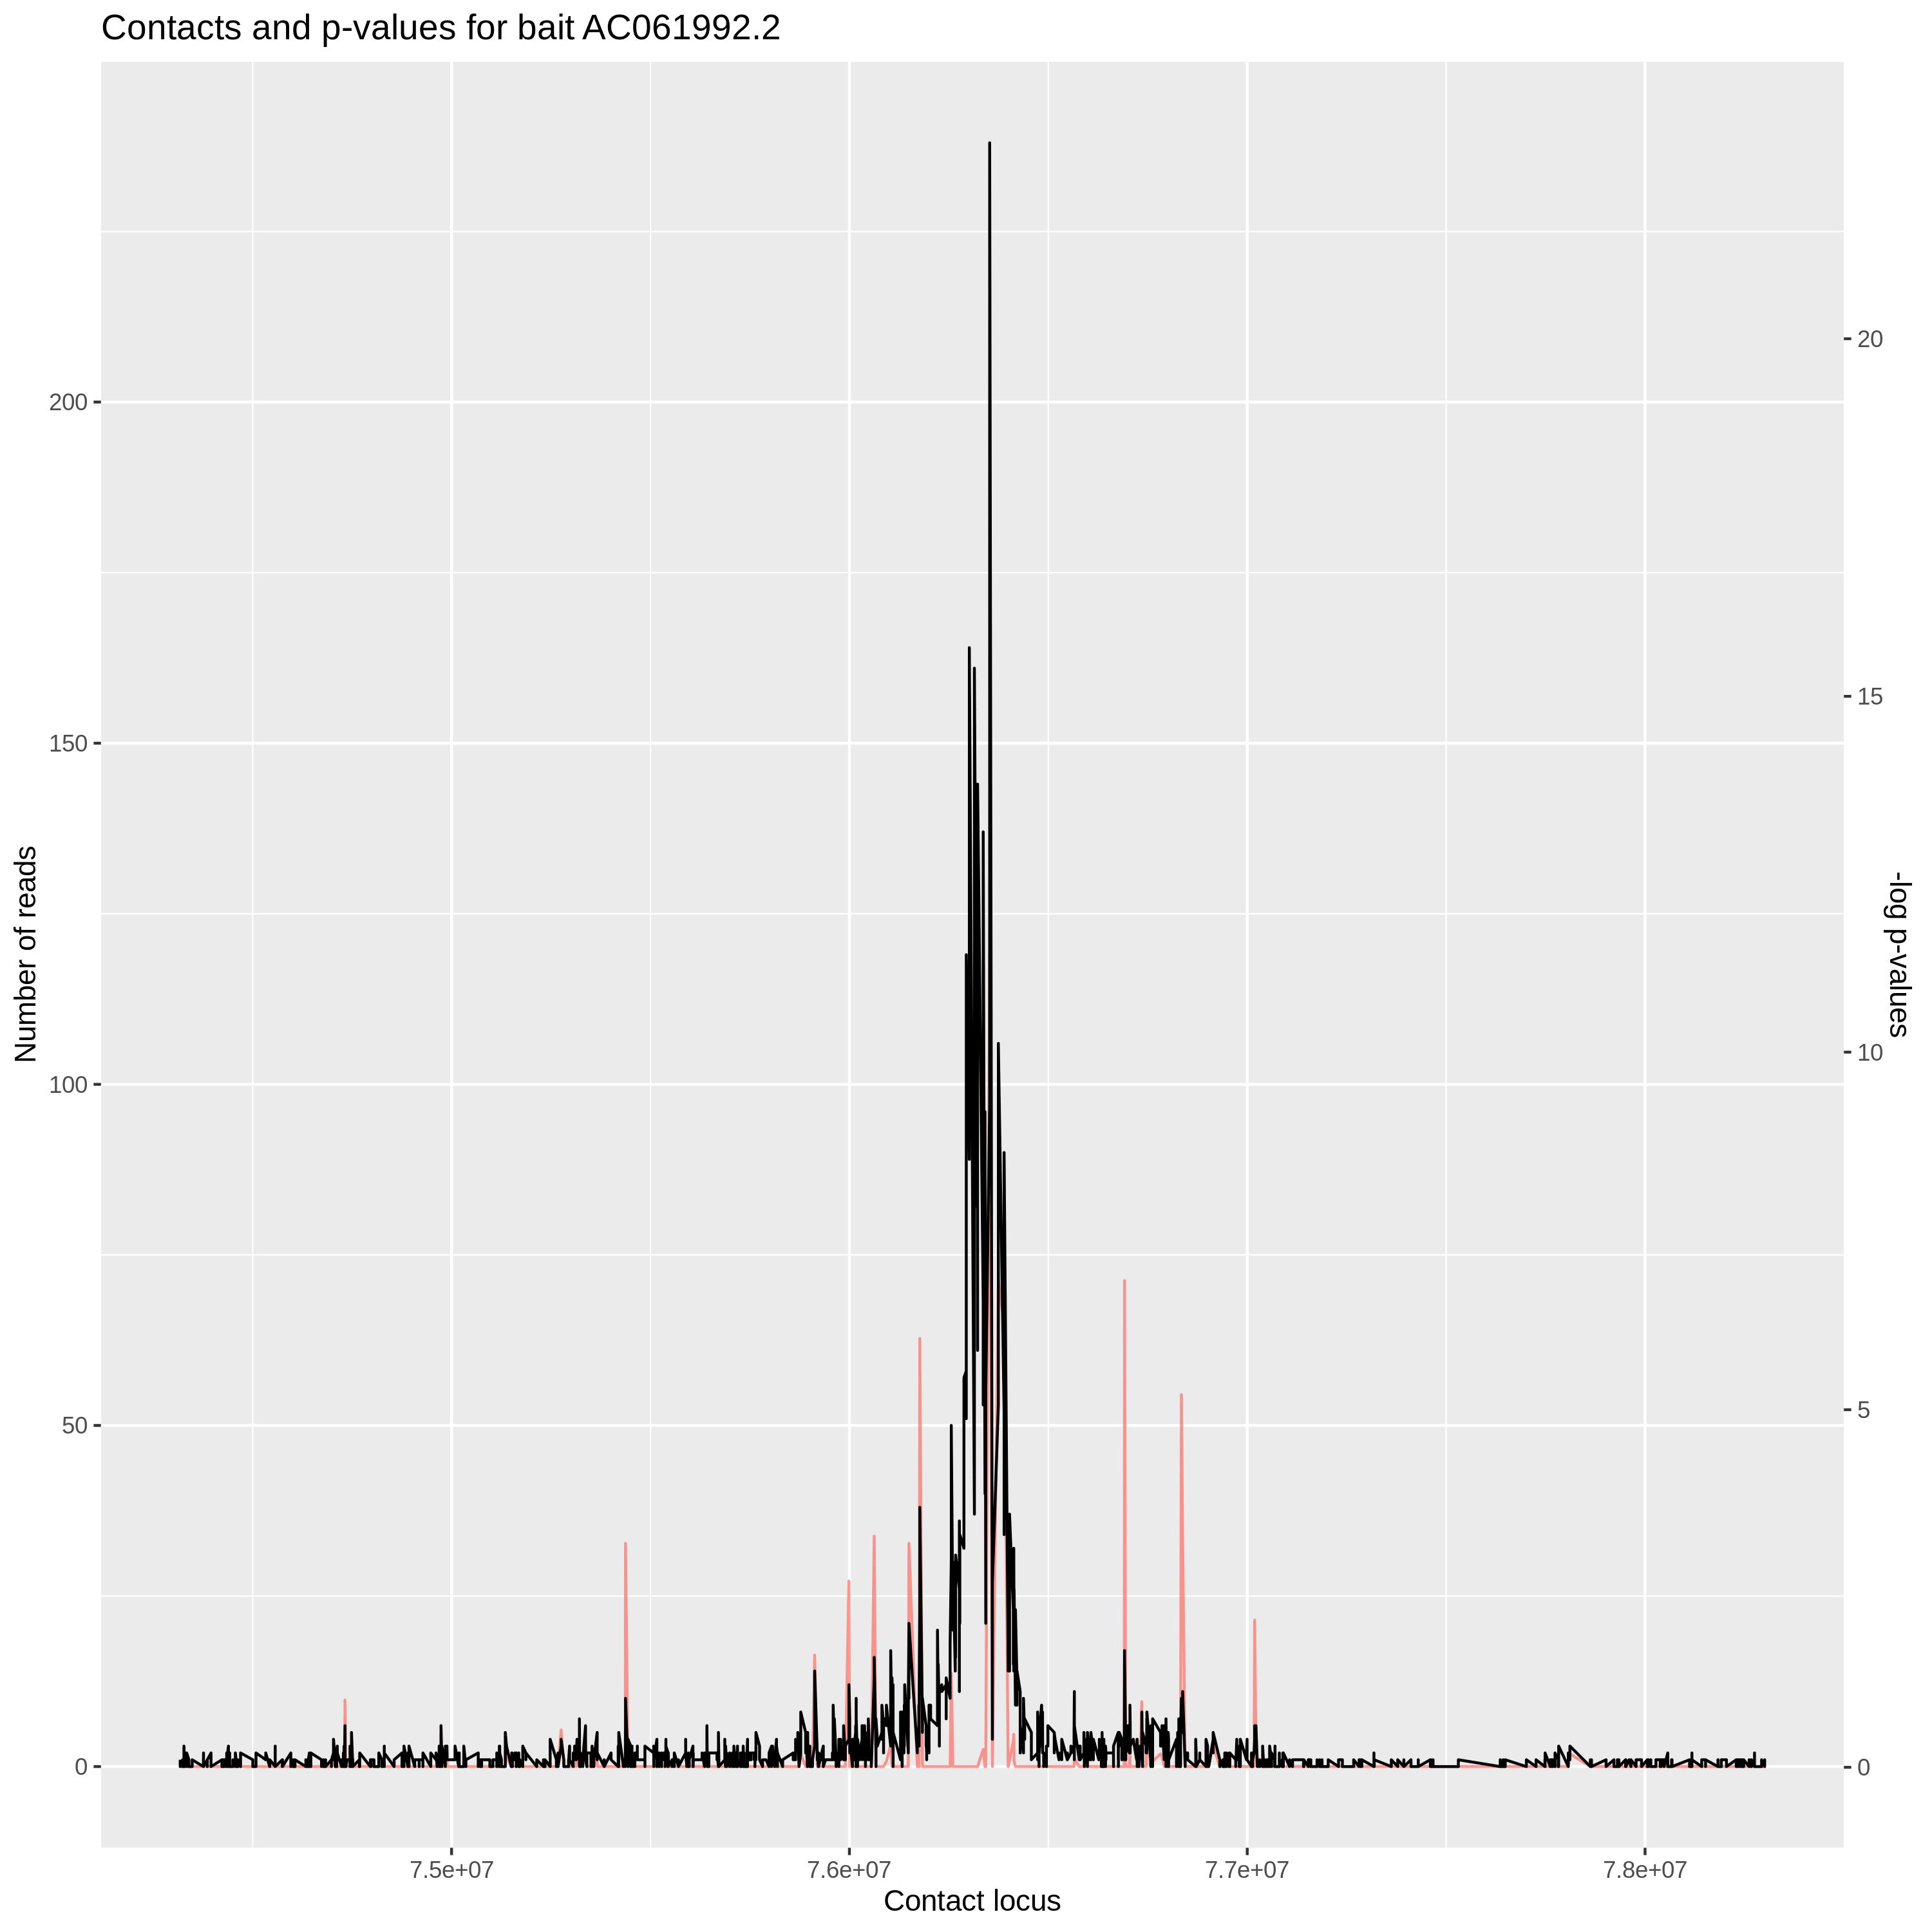 Contacts and p-values for bait AC061992.2
200
150
100
50
0
Number of reads
20
15
10
5
0
-log p-values
7.5e+07
7.6e+07
7.7e+07
7.8e+07
Contact locus